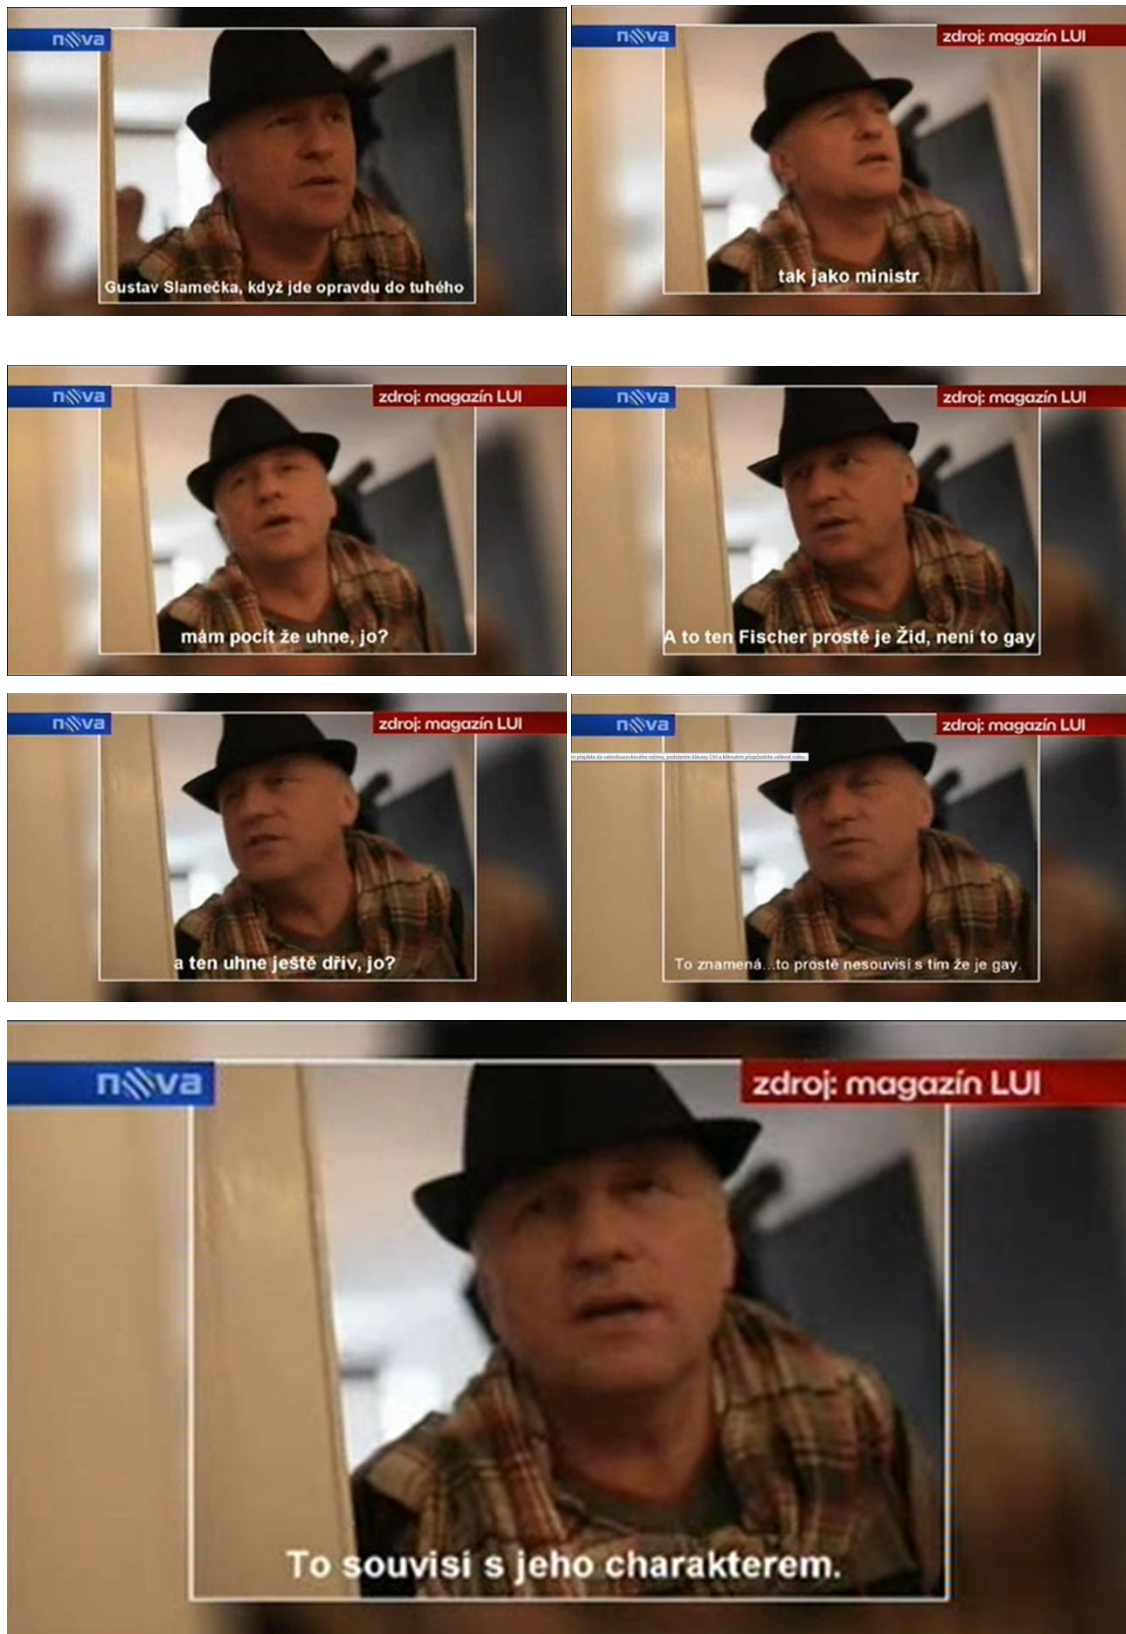 nova
Gustav Slamečka, když jde opravdu do tuhého
nova zdroj: magazín LUI
tak jako ministr
nova zdroj: magazín LUI
mám pocit že uhne, jo?
nova zdroj: magazín LUI
A to ten Fischer prostě je Žid, neni to gay
nova zdroj: magazín LUI
a ten uhne ještě dřív, jo?
nova zdroj: magazín LUI
To znamená...to prostě nesouvisí s tím že je gay.
nova zdroj: magazín LUI
To souvisí s jeho charakterem.